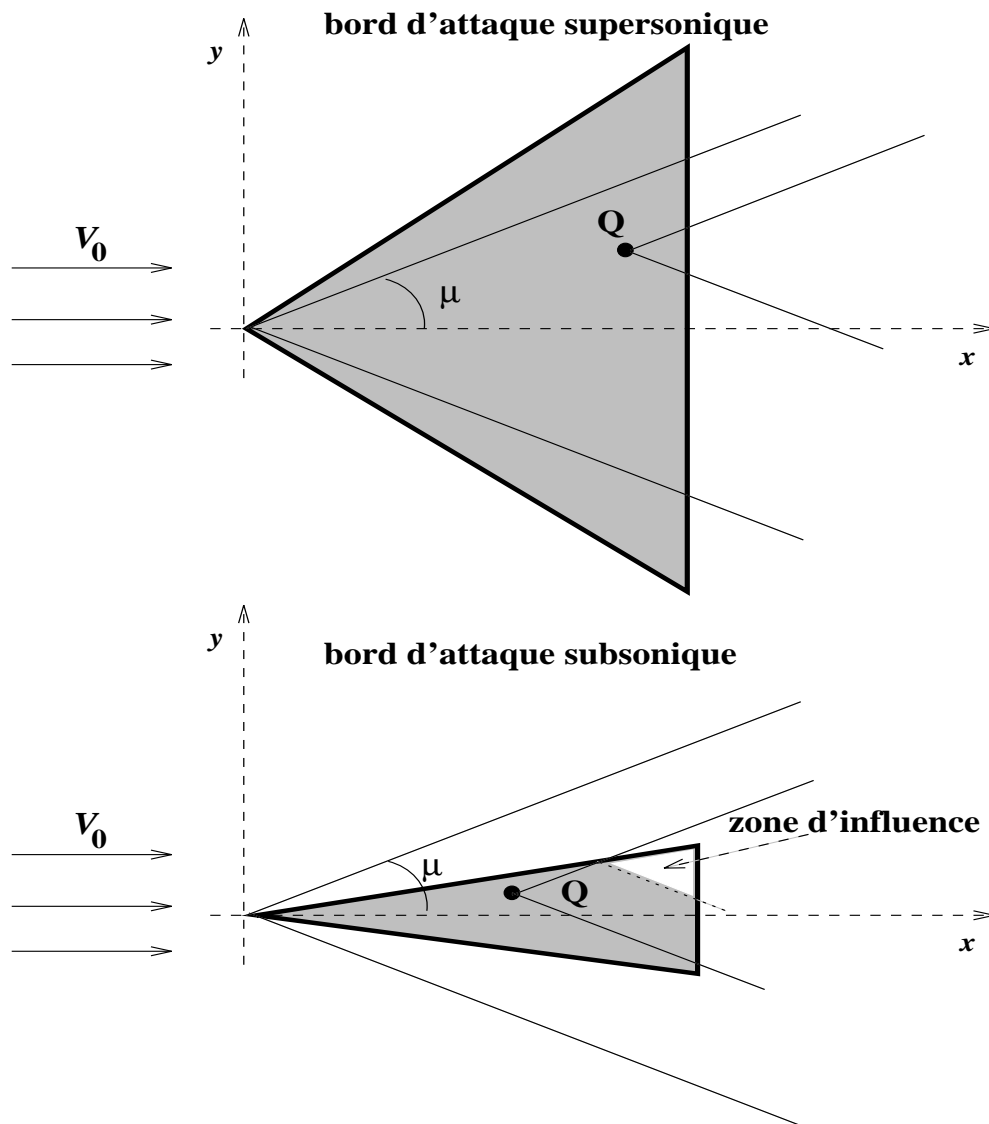 bord d'attaque supersonique
y
V0
Q
μ
x
y
bord d'attaque subsonique
V0
zone d'influence
μ
Q
x